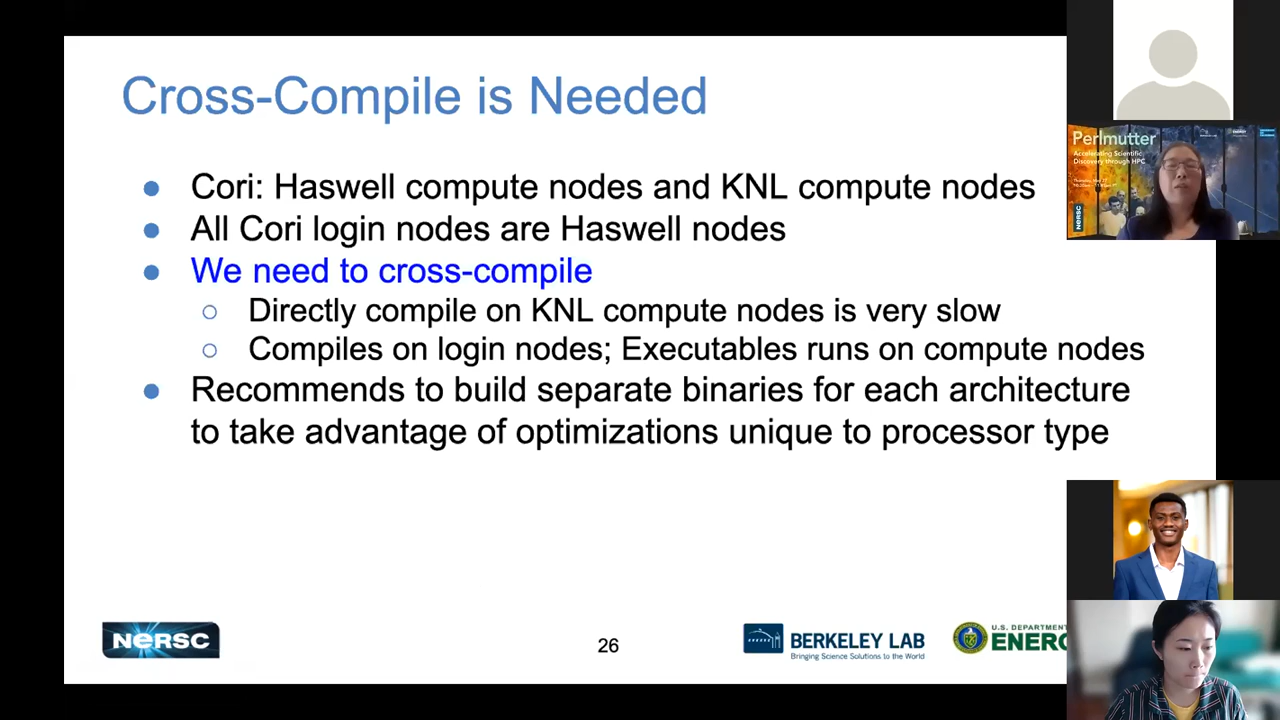 Cross-Compile is Needed
● Cori: Haswell compute nodes and KNL compute nodes
● All Cori login nodes are Haswell nodes
● We need to cross-compile
○ Directly compile on KNL compute nodes is very slow
○ Compiles on login nodes; Executables runs on compute nodes
● Recommends to build separate binaries for each architecture
to take advantage of optimizations unique to processor type
NERSC
26
BERKELEY LAB
Bringing Science Solutions to the World
U.S. DEPARTMENT
ENERG
Perlmutter
Accelerating Scientific
Discovery through HPC
NERSC